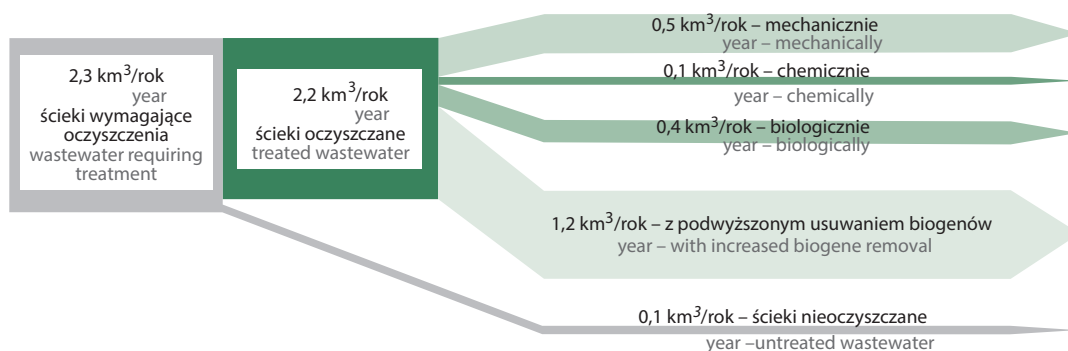 2,3 km³/rok
year
ścieki wymagające
oczyszczenia
wastewater requiring
treatment
2,2 km³/rok
year
ścieki oczyszczane
treated wastewater
0,5 km³/rok – mechanicznie
year – mechanically
0,1 km³/rok – chemicznie
year – chemically
0,4 km³/rok – biologicznie
year – biologically
1,2 km³/rok – z podwyższonym usuwaniem biogenów
year – with increased biogene removal
0,1 km³/rok – ścieki nieoczyszczane
year –untreated wastewater